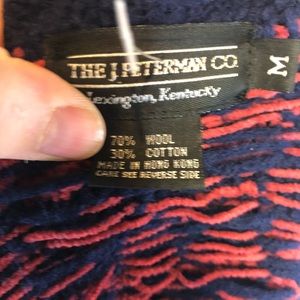 THE J. PETERMAN CO.
Lexington, Kentucky
M
70% WOOL
30% COTTON
MADE IN HONG KONG
CARE SEE REVERSE SIDE